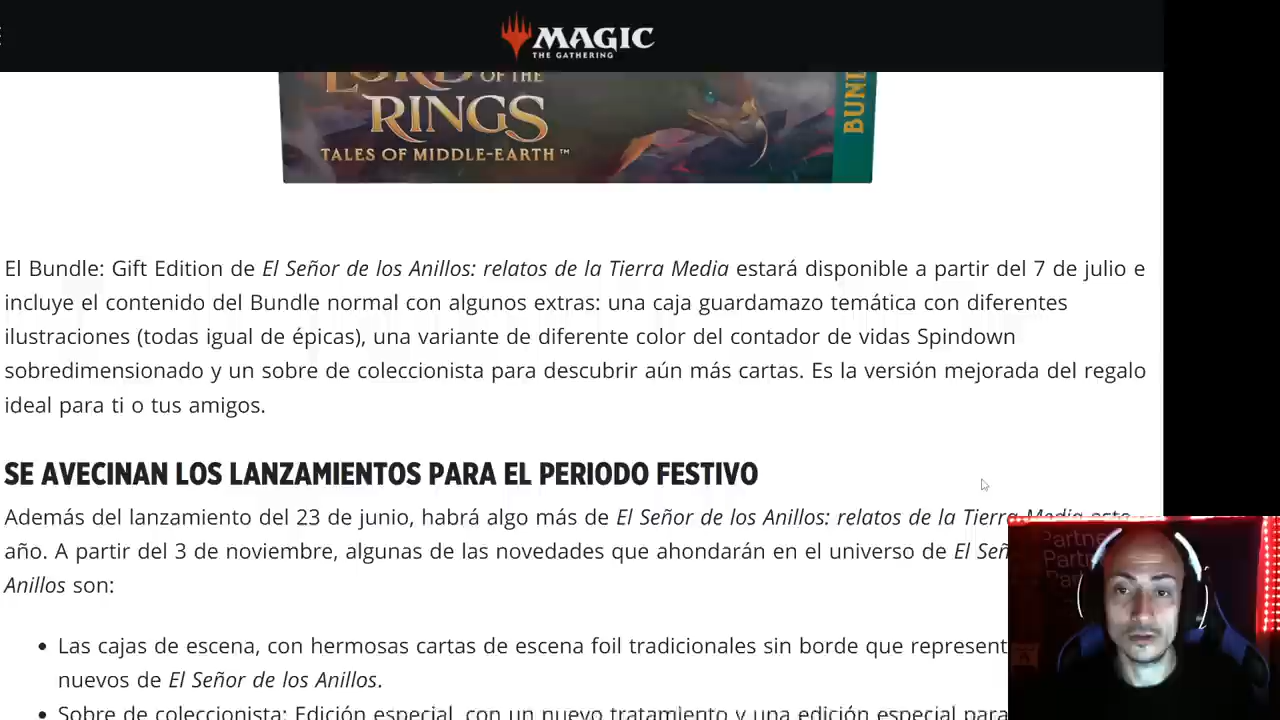 MAGIC
THE GATHERING
LORD OF THE
RINGS
TALES OF MIDDLE-EARTH™
BUNDL
El Bundle: Gift Edition de El Señor de los Anillos: relatos de la Tierra Media estará disponible a partir del 7 de julio e
incluye el contenido del Bundle normal con algunos extras: una caja guardamazo temática con diferentes
ilustraciones (todas igual de épicas), una variante de diferente color del contador de vidas Spindown
sobredimensionado y un sobre de coleccionista para descubrir aún más cartas. Es la versión mejorada del regalo
ideal para ti o tus amigos.
SE AVECINAN LOS LANZAMIENTOS PARA EL PERIODO FESTIVO
Además del lanzamiento del 23 de junio, habrá algo más de El Señor de los Anillos: relatos de la Tierra Media este
año. A partir del 3 de noviembre, algunas de las novedades que ahondarán en el universo de El Señ
Anillos son:
Las cajas de escena, con hermosas cartas de escena foil tradicionales sin borde que represent
nuevos de El Señor de los Anillos.
Sobre de coleccionista: Edición especial, con un nuevo tratamiento y una edición especial para
Partne
Parti
Par